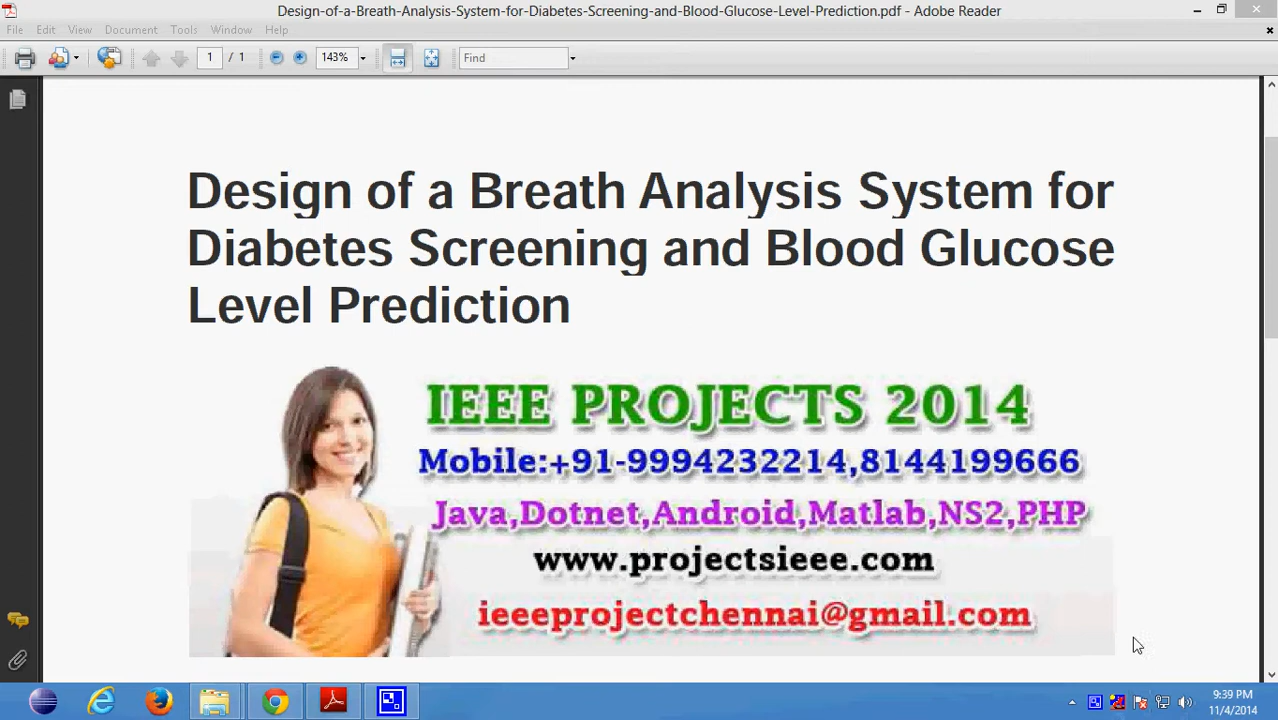 Design-of-a-Breath-Analysis-System-for-Diabetes-Screening-and-Blood-Glucose-Level-Prediction.pdf - Adobe Reader
File Edit View Document Tools Window Help
1 / 1 143% Find
Design of a Breath Analysis System for
Diabetes Screening and Blood Glucose
Level Prediction
IEEE PROJECTS 2014
Mobile:+91-9994232214,8144199666
Java,Dotnet,Android,Matlab,NS2,PHP
www.projectsieee.com
ieeeprojectchennai@gmail.com
9:39 PM
11/4/2014